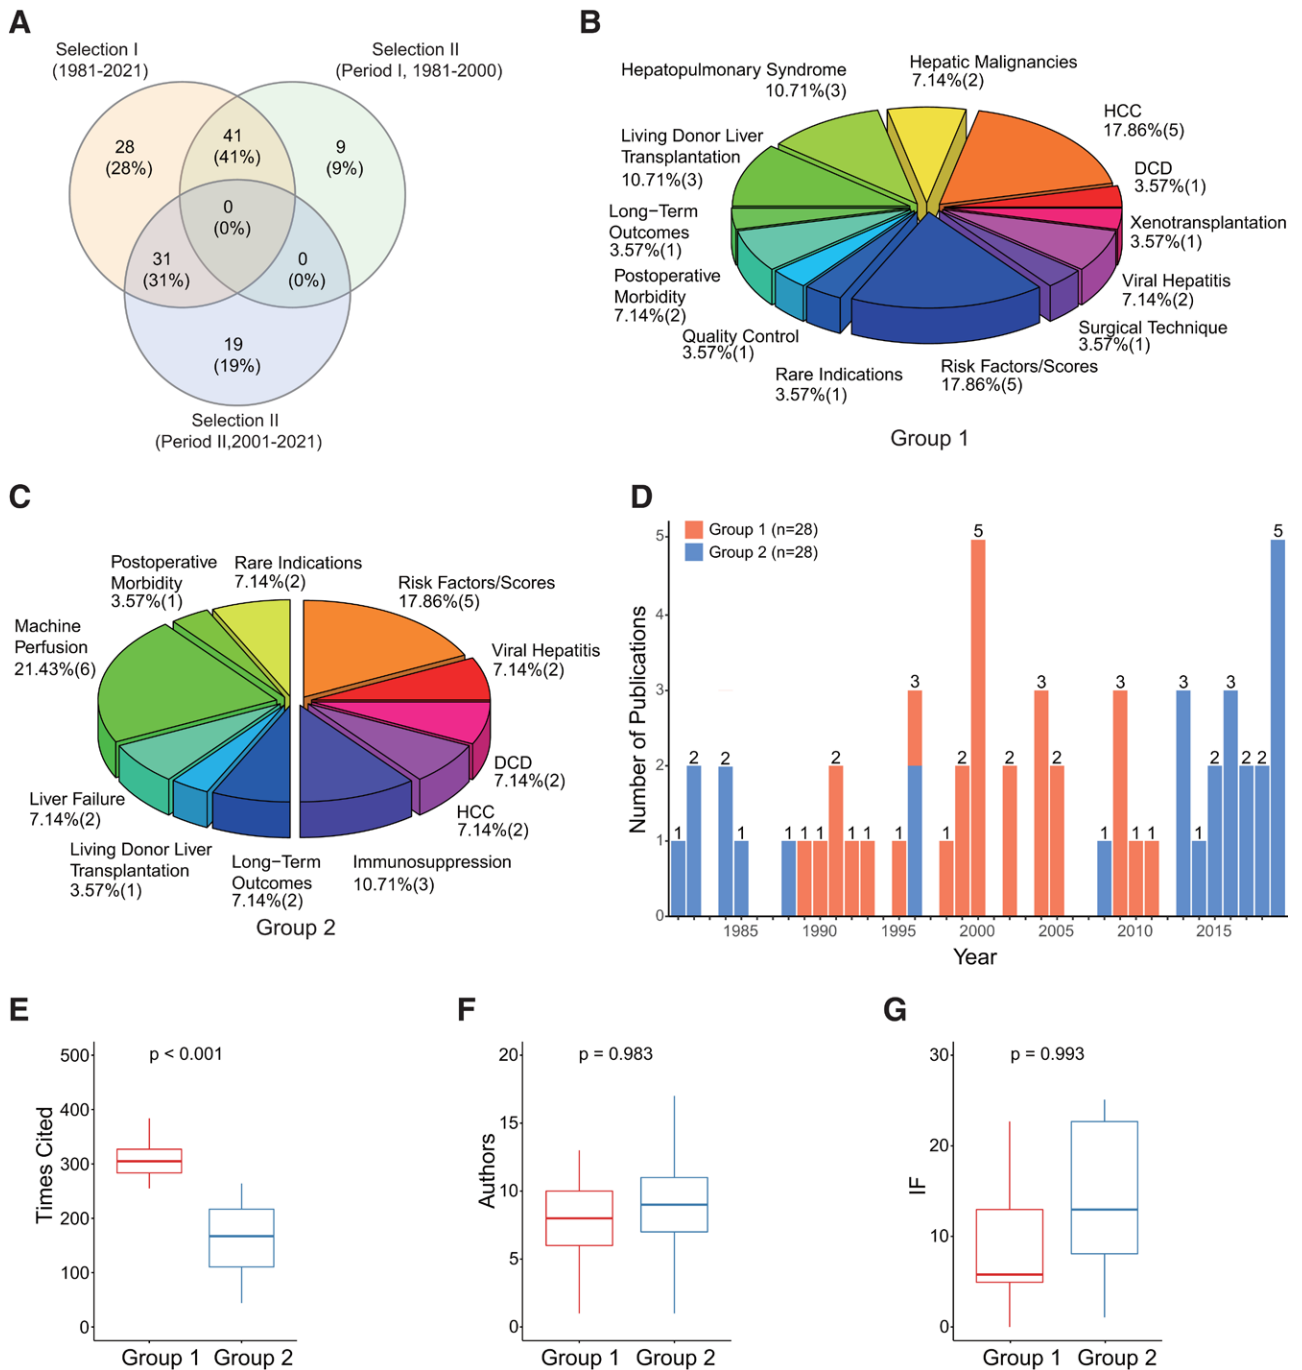 A
Selection I
(1981-2021)
Selection II
(Period I, 1981-2000)
28
(28%)
41
(41%)
9
(9%)
0
(0%)
31
(31%)
0
(0%)
19
(19%)
Selection II
(Period II,2001-2021)
B
Hepatopulmonary Syndrome
10.71%(3)
Hepatic Malignancies
7.14%(2)
HCC
17.86%(5)
Living Donor Liver
Transplantation
10.71%(3)
DCD
3.57%(1)
Long-Term
Outcomes
3.57%(1)
Xenotransplantation
3.57%(1)
Postoperative
Morbidity
7.14%(2)
Viral Hepatitis
7.14%(2)
Quality Control
3.57%(1)
Surgical Technique
3.57%(1)
Rare Indications
3.57%(1)
Risk Factors/Scores
17.86%(5)
Group 1
C
Postoperative
Morbidity
3.57%(1)
Rare Indications
7.14%(2)
Risk Factors/Scores
17.86%(5)
Machine
Perfusion
21.43%(6)
Viral Hepatitis
7.14%(2)
DCD
7.14%(2)
Liver Failure
7.14%(2)
HCC
7.14%(2)
Living Donor Liver
Transplantation
3.57%(1)
Long-Term
Outcomes
7.14%(2)
Immunosuppression
10.71%(3)
Group 2
D
Group 1 (n=28)
Group 2 (n=28)
Number of Publications
5
4
3
2
1
0
1 2 2 1 1 1 1 2 1 1 1 3 1 2 5 2 3 2 1 3 1 1 3 1 2 3 2 2 5
1985 1990 1995 2000 2005 2010 2015
Year
E
p < 0.001
Times Cited
500
400
300
200
100
0
Group 1 Group 2
F
p = 0.983
Authors
20
15
10
5
0
Group 1 Group 2
G
p = 0.993
IF
30
20
10
0
Group 1 Group 2